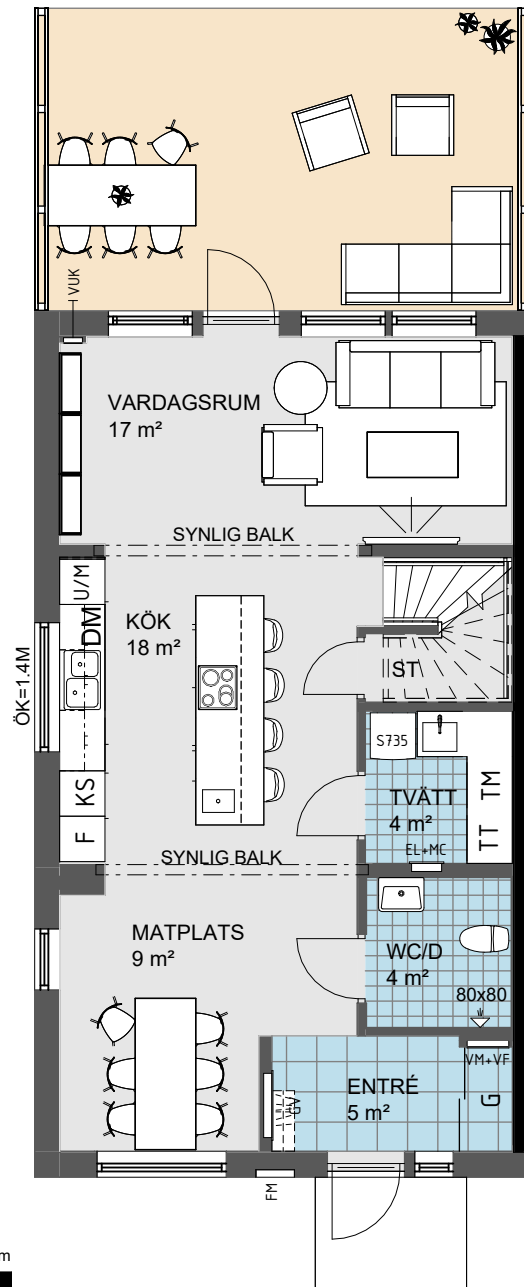 VUK
VARDAGSRUM
17 m²
SYNLIG BALK
U/M
DM
KÖK
18 m²
ÖK=1.4M
ST
S735
KS
TVÄTT
4 m²
TM
TT
F
EL+MC
SYNLIG BALK
MATPLATS
9 m²
WC/D
4 m²
80x80
VM+VF
ENTRÉ
5 m²
G
GV
FM
m